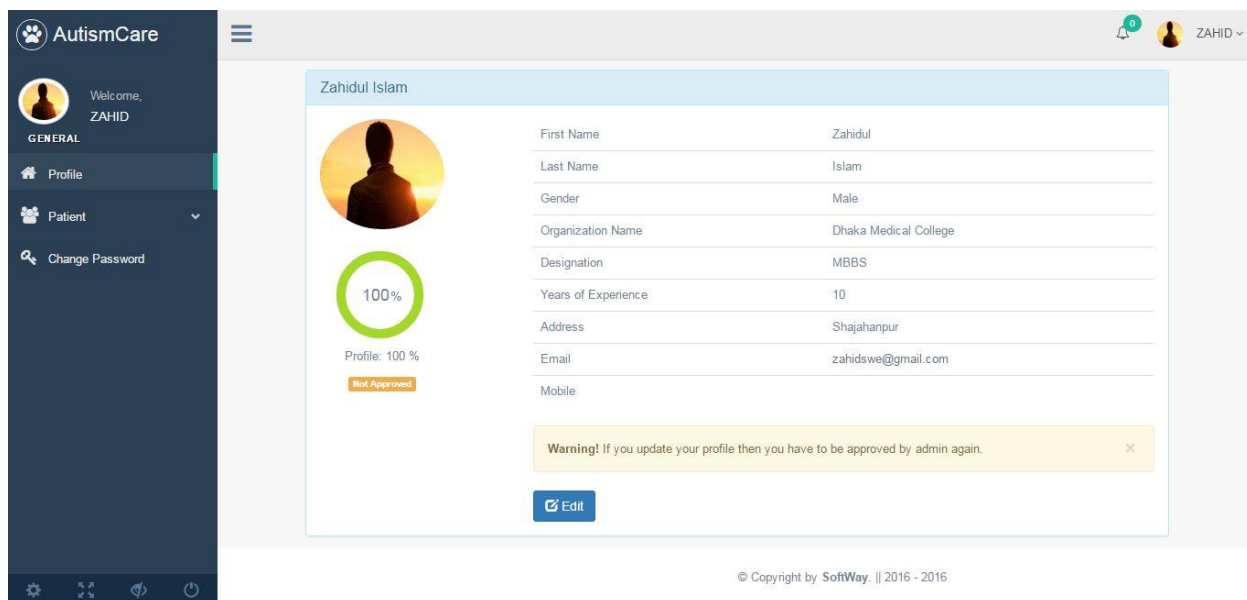 AutismCare
0
ZAHID
Welcome,
ZAHID
GENERAL
Profile
Patient
Change Password
Zahidul Islam
100%
Profile: 100 %
Not Approved
First Name Zahidul
Last Name Islam
Gender Male
Organization Name Dhaka Medical College
Designation MBBS
Years of Experience 10
Address Shajahanpur
Email zahidswe@gmail.com
Mobile
Warning! If you update your profile then you have to be approved by admin again. ×
Edit
© Copyright by SoftWay. || 2016 - 2016